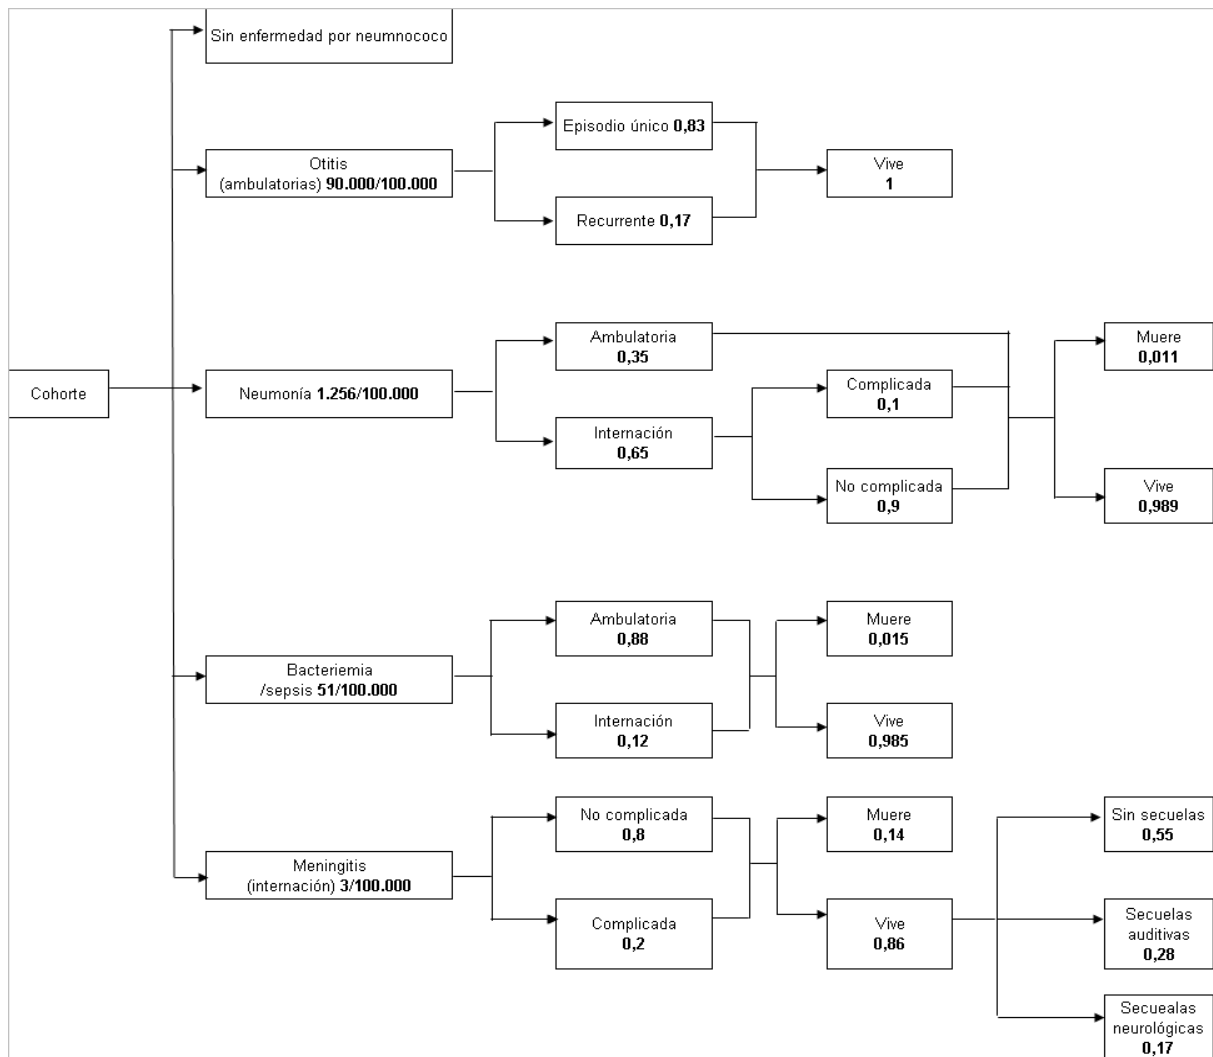 Sin enfermedad por neumnococo
Otitis
(ambulatorias) 90.000/100.000
Episodio único 0,83
Recurrente 0,17
Vive
1
Cohorte
Neumonía 1.256/100.000
Ambulatoria
0,35
Internación
0,65
Complicada
0,1
No complicada
0,9
Muere
0,011
Vive
0,989
Bacteriemia
/sepsis 51/100.000
Ambulatoria
0,88
Internación
0,12
Muere
0,015
Vive
0,985
Meningitis
(internación) 3/100.000
No complicada
0,8
Complicada
0,2
Muere
0,14
Vive
0,86
Sin secuelas
0,55
Secuelas
auditivas
0,28
Secuealas
neurológicas
0,17